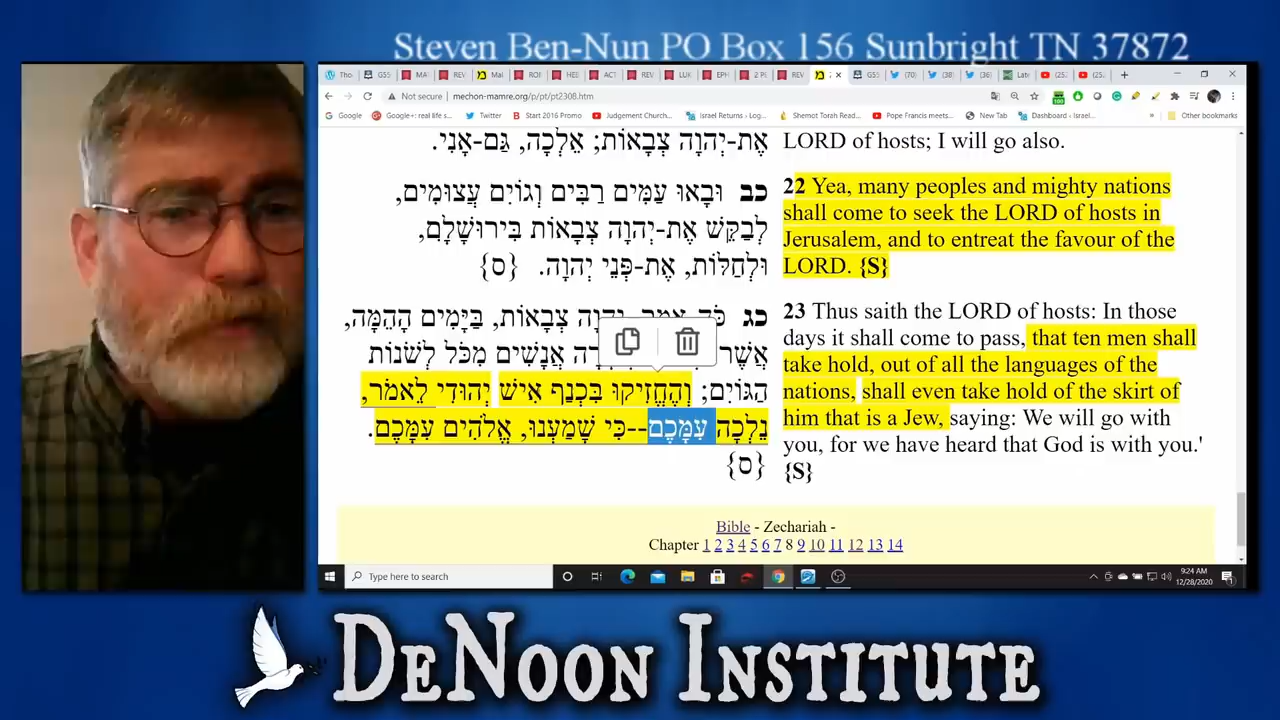 Steven Ben-Nun PO Box 156 Sunbright TN 37872
Not secure | mechon-mamre.org/p/pt/pt2308.htm
Google Google+: real life s... Twitter Start 2016 Promo Judgement Church... Israel Returns › Log... Shemot Torah Read... Pope Francis meets... New Tab Dashboard ‹ Israel... Other bookmarks
אֶת-יְהוָה צְבָאוֹת; אֵלְכָה, גַּם-אָנִי.
כב וּבָאוּ עַמִּים רַבִּים וְגוֹיִם עֲצוּמִים,
לְבַקֵּשׁ אֶת-יְהוָה צְבָאוֹת בִּירוּשָׁלִָם,
וּלְחַלּוֹת, אֶת-פְּנֵי יְהוָה. {ס}
כג כֹּה אָמַר יְהוָה צְבָאוֹת, בַּיָּמִים הָהֵמָּה,
אֲשֶׁר אֲנָשִׁים מִכֹּל לְשֹׁנוֹת
הַגּוֹיִם; וְהֶחֱזִיקוּ בִּכְנַף אִישׁ יְהוּדִי לֵאמֹר,
נֵלְכָה עִמָּכֶם--כִּי שָׁמַעְנוּ, אֱלֹהִים עִמָּכֶם.
{ס}
LORD of hosts; I will go also.
22 Yea, many peoples and mighty nations
shall come to seek the LORD of hosts in
Jerusalem, and to entreat the favour of the
LORD. {S}
23 Thus saith the LORD of hosts: In those
days it shall come to pass, that ten men shall
take hold, out of all the languages of the
nations, shall even take hold of the skirt of
him that is a Jew, saying: We will go with
you, for we have heard that God is with you.'
{S}
Bible - Zechariah -
Chapter 1 2 3 4 5 6 7 8 9 10 11 12 13 14
Type here to search
9:24 AM
12/28/2020
DENOON INSTITUTE